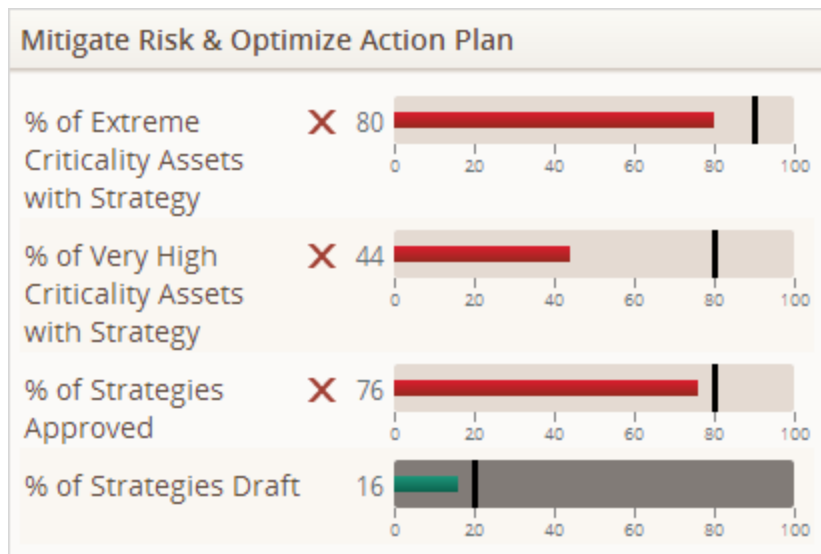 Mitigate Risk & Optimize Action Plan
% of Extreme 80
Criticality Assets
with Strategy
0 20 40 60 80 100
% of Very High 44
Criticality Assets
with Strategy
0 20 40 60 80 100
% of Strategies 76
Approved
0 20 40 60 80 100
% of Strategies Draft 16
0 20 40 60 80 100